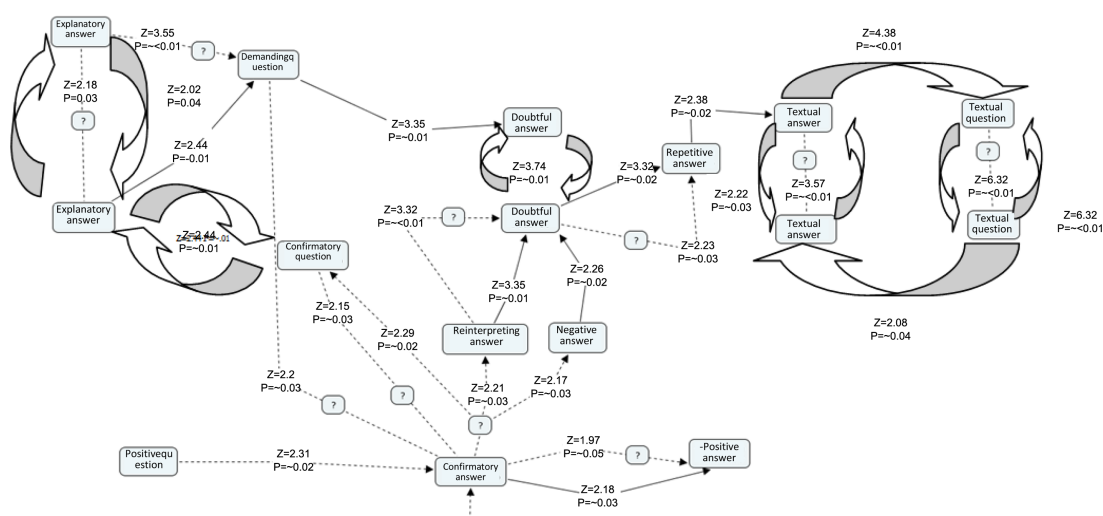 Explanatory
answer
Z=3.55
P=~<0.01
?
Demandingq
uestion
Z=2.18
P=0.03
?
Z=2.02
P=0.04
Z=2.44
P=-0.01
Explanatory
answer
Z=2.44
P=~0.01
Confirmatory
question
Z=3.35
P=~0.01
Doubtful
answer
Z=3.74
P=~0.01
Doubtful
answer
Z=3.32
P=~0.02
Repetitive
answer
Z=2.38
P=~0.02
Z=3.32
P=~<0.01
?
?
Z=2.23
P=~0.03
Z=2.22
P=~0.03
Z=4.38
P=~<0.01
Textual
answer
?
Z=3.57
P=~<0.01
Textual
answer
Textual
question
?
Z=6.32
P=~<0.01
Textual
question
Z=6.32
P=~<0.01
Z=2.08
P=~0.04
Z=3.35
P=~0.01
Z=2.26
P=~0.02
Reinterpreting
answer
Negative
answer
Z=2.15
P=~0.03
Z=2.29
P=~0.02
Z=2.21
P=~0.03
Z=2.17
P=~0.03
Z=2.2
P=~0.03
?
?
?
Positivequ
estion
Z=2.31
P=~0.02
Confirmatory
answer
Z=1.97
P=~0.05
?
-Positive
answer
Z=2.18
P=~0.03